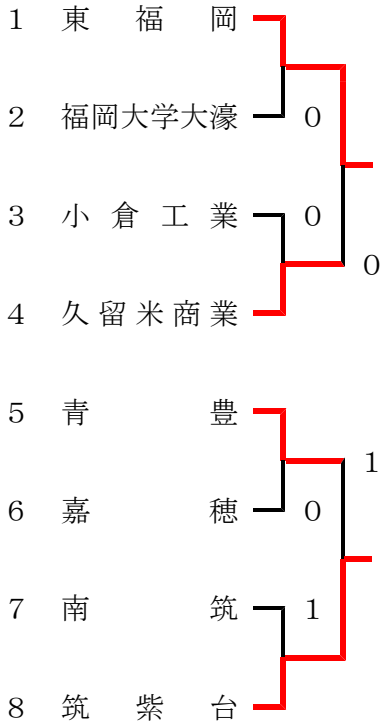 1 東福岡
2 福岡大学大濠 0
3 小倉工業 0
0
4 久留米商業
5 青豊
1
6 嘉穂 0
7 南筑 1
8 筑紫台